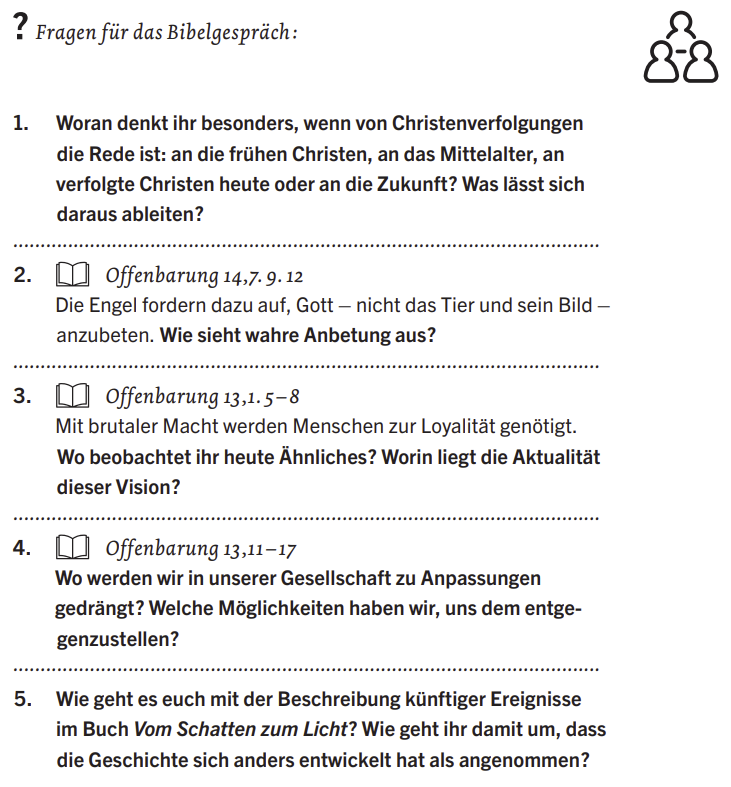 ? Fragen für das Bibelgespräch:
1. Woran denkt ihr besonders, wenn von Christenverfolgungen
die Rede ist: an die frühen Christen, an das Mittelalter, an
verfolgte Christen heute oder an die Zukunft? Was lässt sich
daraus ableiten?
2. Offenbarung 14,7. 9. 12
Die Engel fordern dazu auf, Gott – nicht das Tier und sein Bild –
anzubeten. Wie sieht wahre Anbetung aus?
3. Offenbarung 13,1. 5–8
Mit brutaler Macht werden Menschen zur Loyalität genötigt.
Wo beobachtet ihr heute Ähnliches? Worin liegt die Aktualität
dieser Vision?
4. Offenbarung 13,11–17
Wo werden wir in unserer Gesellschaft zu Anpassungen
gedrängt? Welche Möglichkeiten haben wir, uns dem entge-
genzustellen?
5. Wie geht es euch mit der Beschreibung künftiger Ereignisse
im Buch Vom Schatten zum Licht? Wie geht ihr damit um, dass
die Geschichte sich anders entwickelt hat als angenommen?